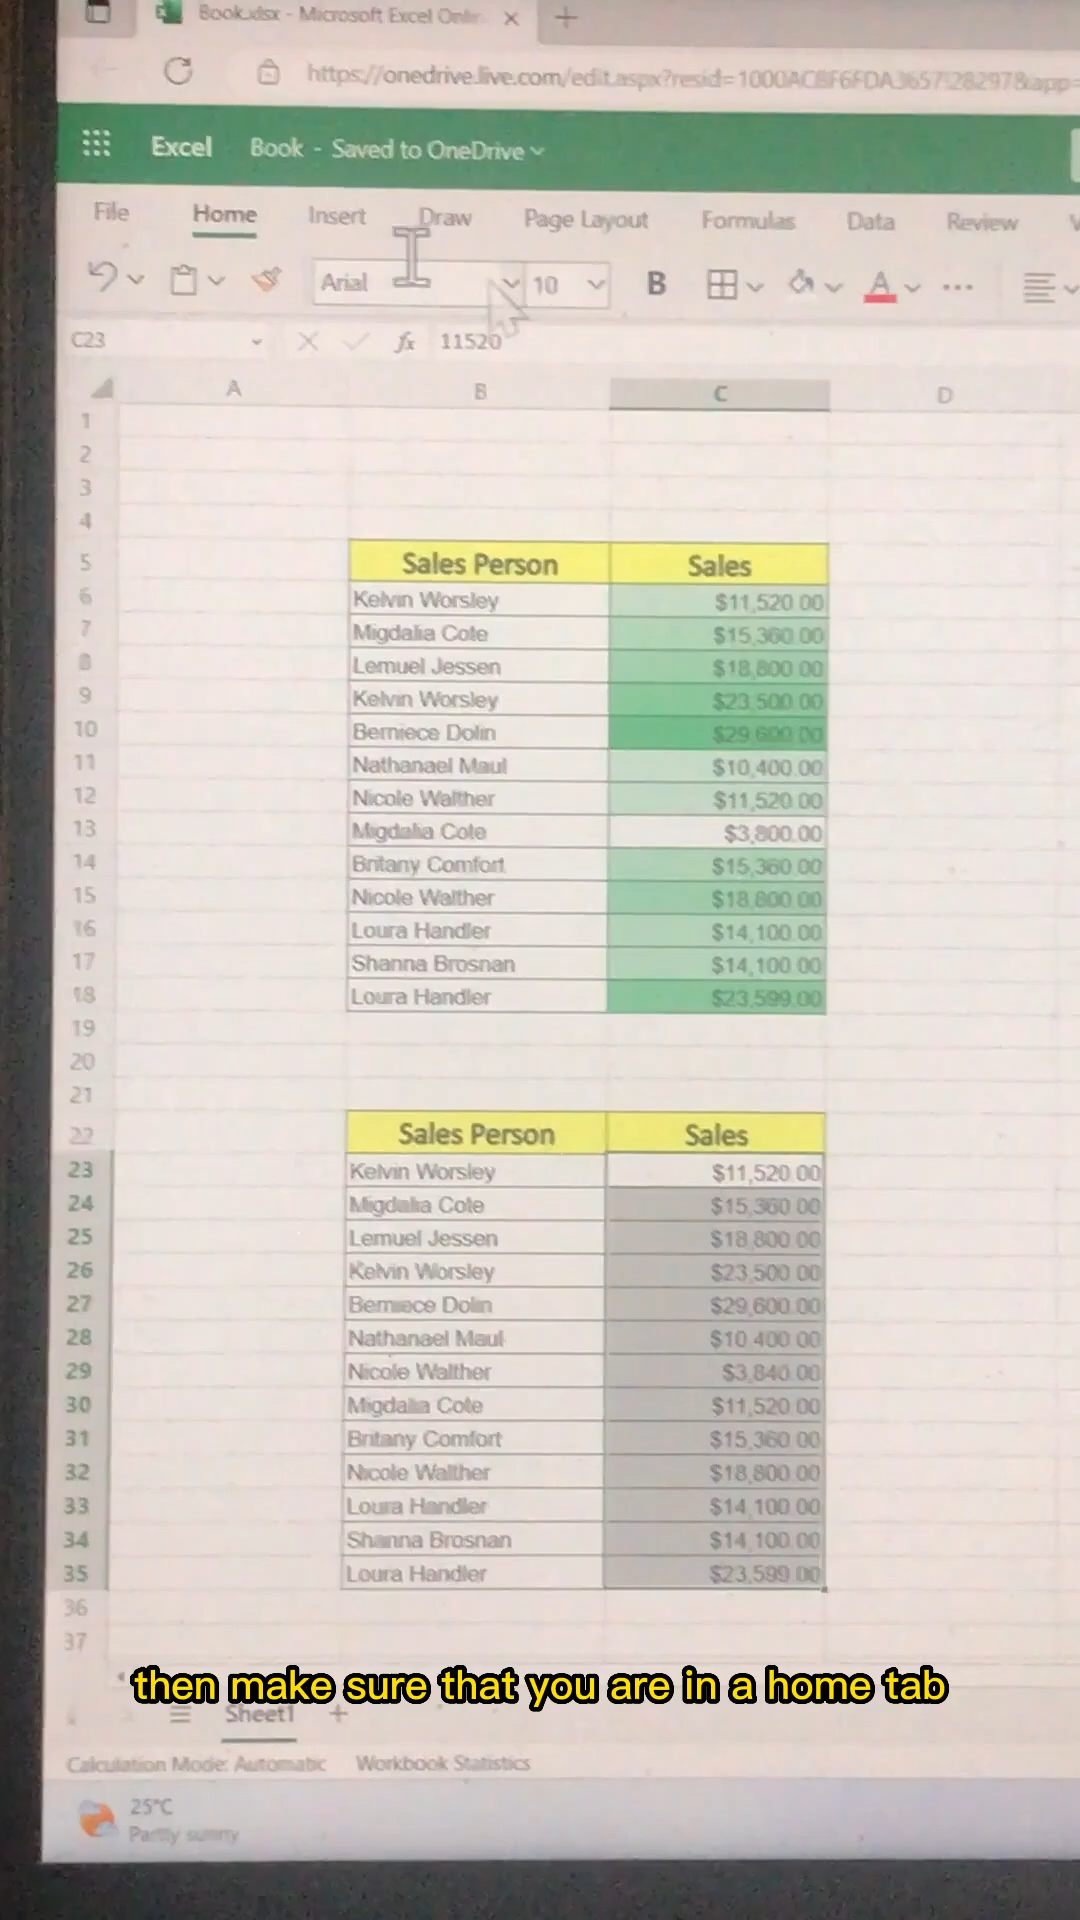 Book.xlsx - Microsoft Excel Onlin
https://onedrive.live.com/edit.aspx?resid=1000ACBF6FDA3657!28297&app=
Excel Book - Saved to OneDrive
File Home Insert Draw Page Layout Formulas Data Review V
Arial 10 B A ...
C23 fx 11520
A B C D
1
2
3
4
5 Sales Person Sales
6 Kelvin Worsley $11,520.00
7 Migdalia Cote $15,360.00
8 Lemuel Jessen $18,800.00
9 Kelvin Worsley $23,500.00
10 Berniece Dolin $29,600.00
11 Nathanael Maul $10,400.00
12 Nicole Walther $11,520.00
13 Migdalia Cote $3,800.00
14 Britany Comfort $15,360.00
15 Nicole Walther $18,800.00
16 Loura Handler $14,100.00
17 Shanna Brosnan $14,100.00
18 Loura Handler $23,599.00
19
20
21
22 Sales Person Sales
23 Kelvin Worsley $11,520.00
24 Migdalia Cote $15,360.00
25 Lemuel Jessen $18,800.00
26 Kelvin Worsley $23,500.00
27 Berniece Dolin $29,600.00
28 Nathanael Maul $10,400.00
29 Nicole Walther $3,840.00
30 Migdalia Cote $11,520.00
31 Britany Comfort $15,360.00
32 Nicole Walther $18,800.00
33 Loura Handler $14,100.00
34 Shanna Brosnan $14,100.00
35 Loura Handler $23,599.00
36
37
then make sure that you are in a home tab
Sheet1 +
Calculation Mode: Automatic Workbook Statistics
25°C
Partly sunny